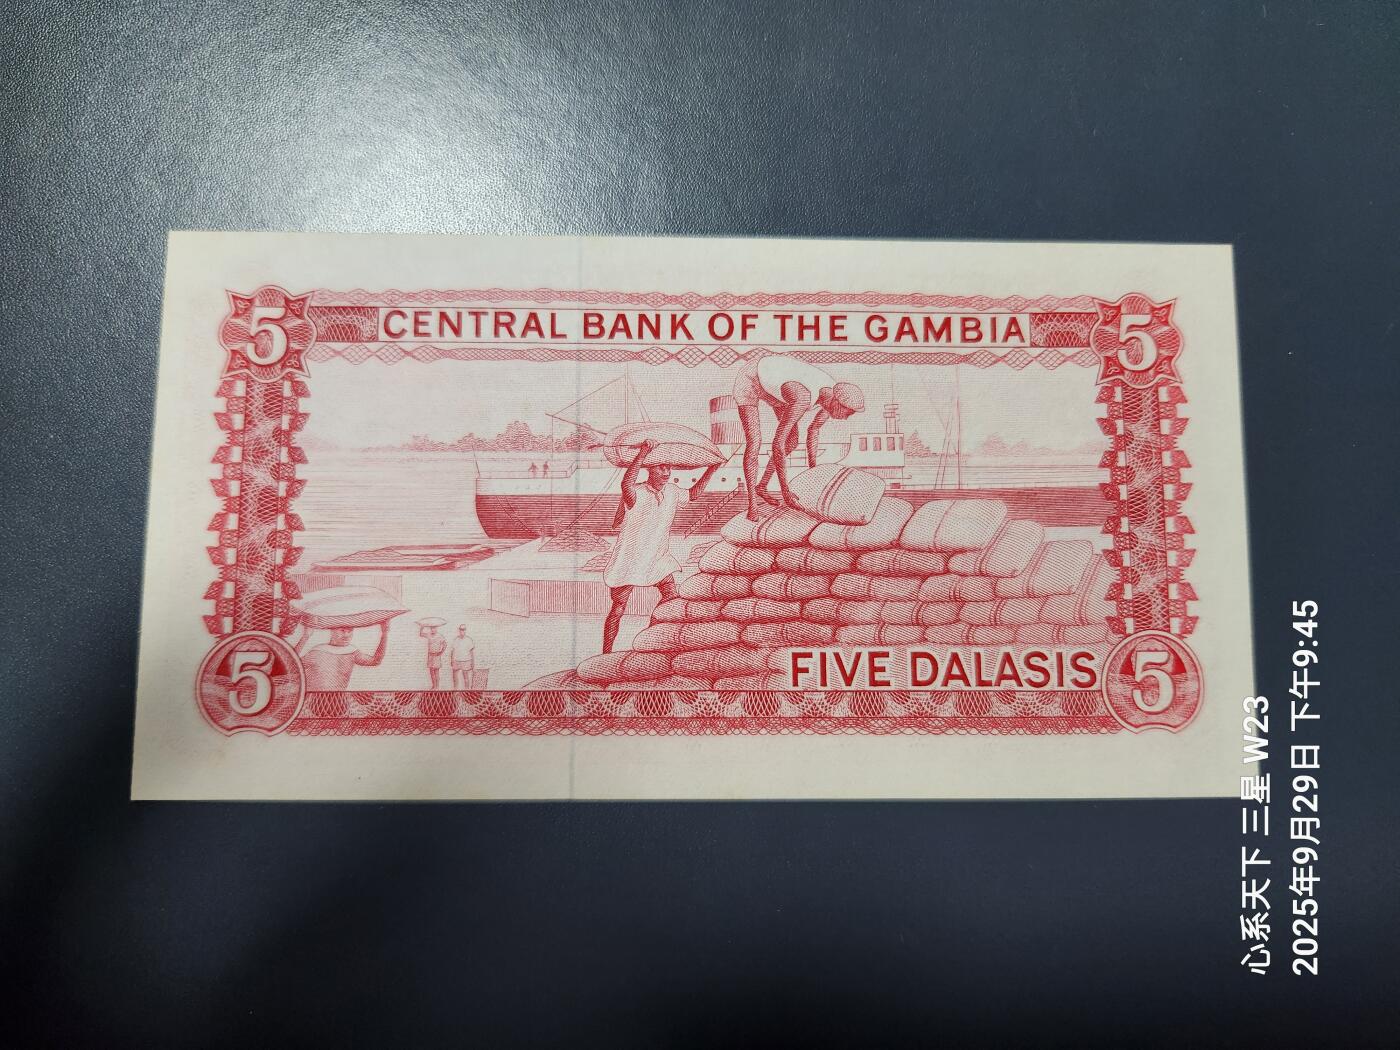 5 CENTRAL BANK OF THE GAMBIA 5
5 FIVE DALASIS 5
心系天下 三星 W23
2025年9月29日 下午9:45